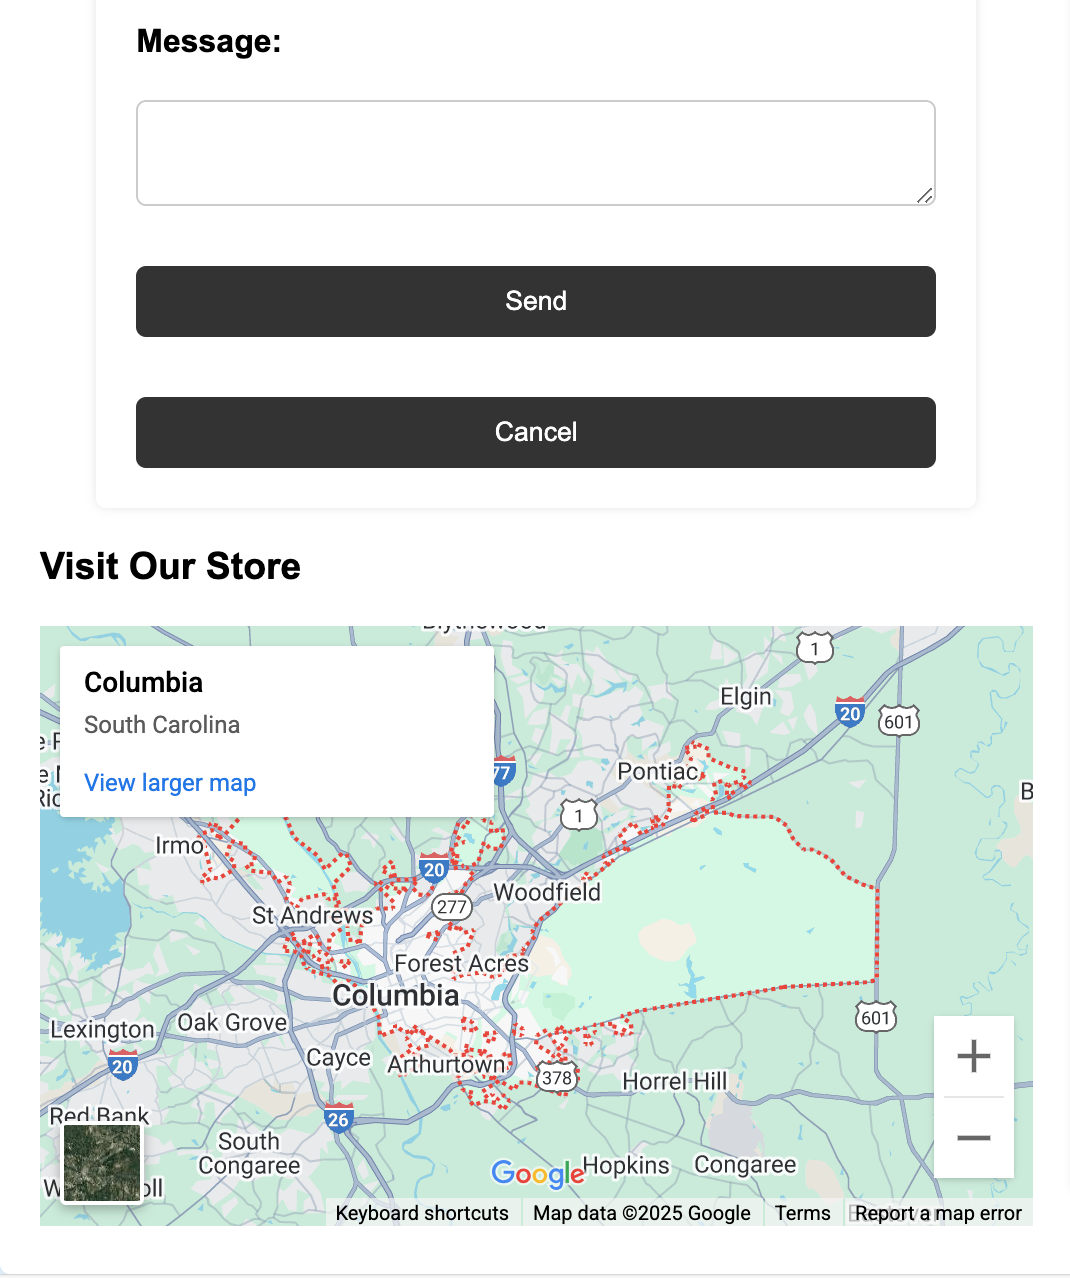 Message:
Send
Cancel
Visit Our Store
Columbia
South Carolina
View larger map
1
Elgin
20
601
77
Pontiac
1
Irmo
20
Woodfield
277
St Andrews
Forest Acres
Columbia
601
Lexington
Oak Grove
20
Cayce
Arthurtown
378
Horrel Hill
Red Bank
26
South
Congaree
Google
Hopkins
Congaree
Keyboard shortcuts
Map data ©2025 Google
Terms
Report a map error